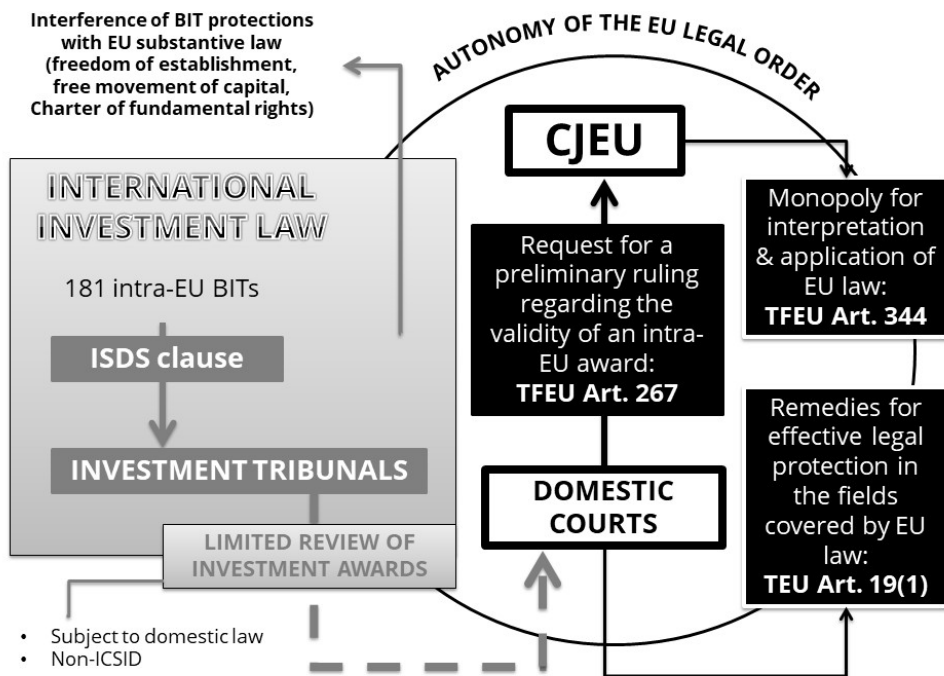 Interference of BIT protections
with EU substantive law
(freedom of establishment,
free movement of capital,
Charter of fundamental rights)
AUTONOMY OF THE EU LEGAL ORDER
INTERNATIONAL
INVESTMENT LAW
181 intra-EU BITs
ISDS clause
INVESTMENT TRIBUNALS
LIMITED REVIEW OF
INVESTMENT AWARDS
• Subject to domestic law
• Non-ICSID
CJEU
Request for a
preliminary ruling
regarding the
validity of an intra-
EU award:
TFEU Art. 267
DOMESTIC
COURTS
Monopoly for
interpretation
& application of
EU law:
TFEU Art. 344
Remedies for
effective legal
protection in
the fields
covered by EU
law:
TEU Art. 19(1)